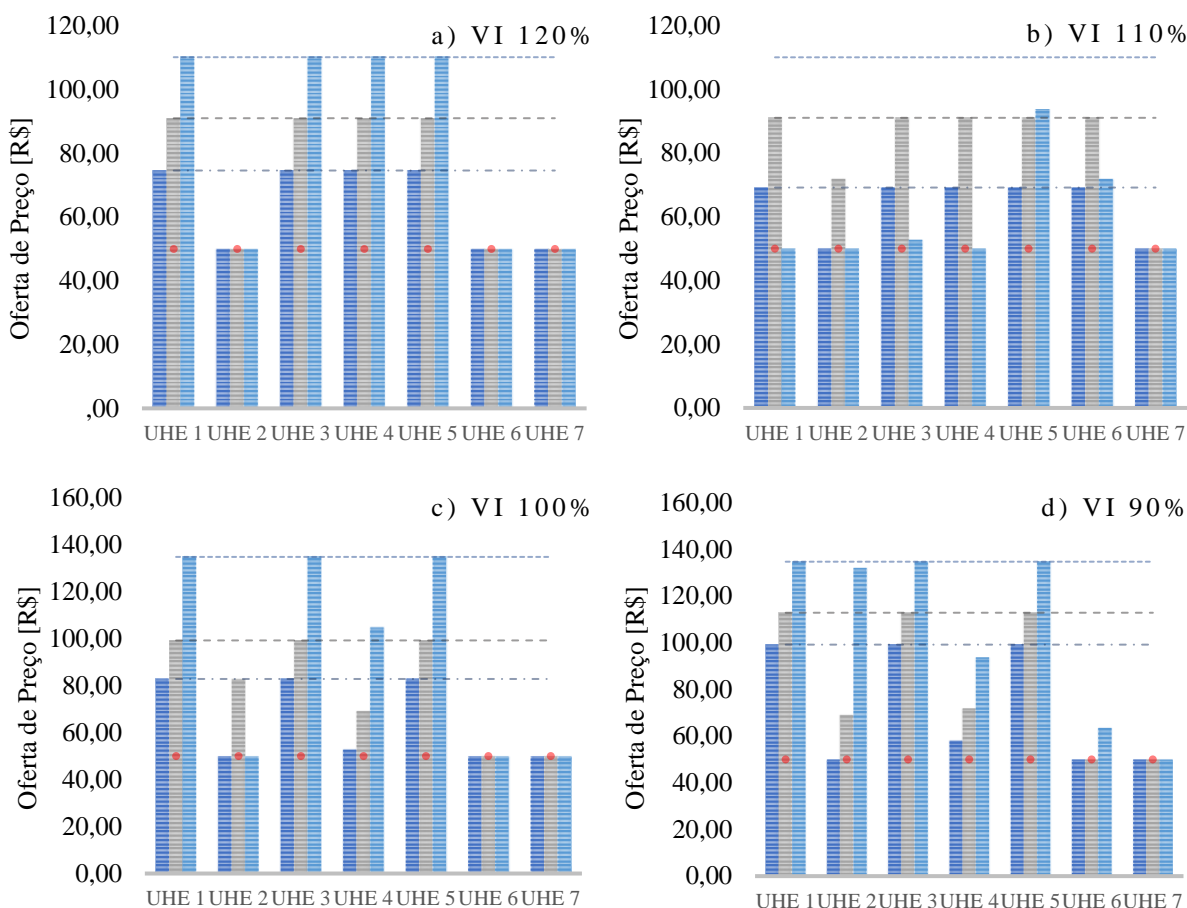 a) VI 120%
Oferta de Preço [R$]
120,00
100,00
80,00
60,00
40,00
20,00
,00
UHE 1 UHE 2 UHE 3 UHE 4 UHE 5 UHE 6 UHE 7
b) VI 110%
Oferta de Preço [R$]
120,00
100,00
80,00
60,00
40,00
20,00
0,00
UHE 1 UHE 2 UHE 3 UHE 4 UHE 5 UHE 6 UHE 7
c) VI 100%
Oferta de Preço [R$]
160,00
140,00
120,00
100,00
80,00
60,00
40,00
20,00
0,00
UHE 1 UHE 2 UHE 3 UHE 4 UHE 5 UHE 6 UHE 7
d) VI 90%
Oferta de Preço [R$]
160,00
140,00
120,00
100,00
80,00
60,00
40,00
20,00
0,00
UHE 1 UHE 2 UHE 3 UHE 4 UHE 5 UHE 6 UHE 7